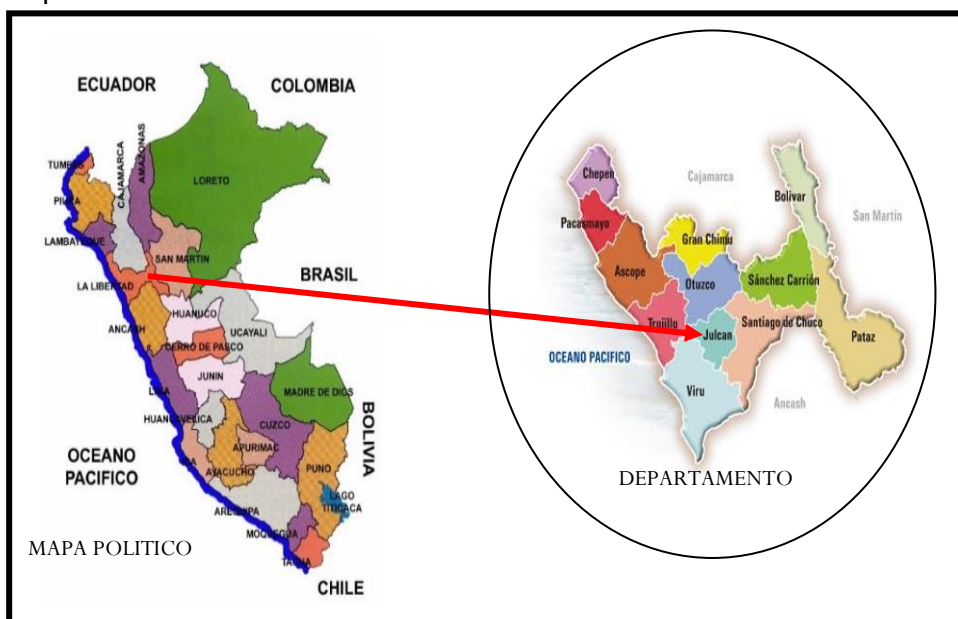 ECUADOR
COLOMBIA
TUMBES
PIURA
CAJAMARCA
AMAZONAS
LORETO
LAMBAYEQUE
SAN MARTIN
BRASIL
LA LIBERTAD
HUANUCO
ANCASH
UCAYALI
CERRO DE PASCO
JUNIN
LIMA
MADRE DE DIOS
HUANCAVELICA
CUZCO
BOLIVIA
OCEANO
PACIFICO
ICA
APURIMAC
AYACUCHO
PUNO
LAGO
TITICACA
AREQUIPA
MOQUEGUA
TACNA
MAPA POLITICO
CHILE
Chepen
Cajamarca
Bolivar
San Martín
Pacasmayo
Gran Chimu
Ascope
Otuzco
Sánchez Carrión
Trujillo
Julcan
Santiago de Chuco
Pataz
OCEANO PACIFICO
Viru
Ancash
DEPARTAMENTO